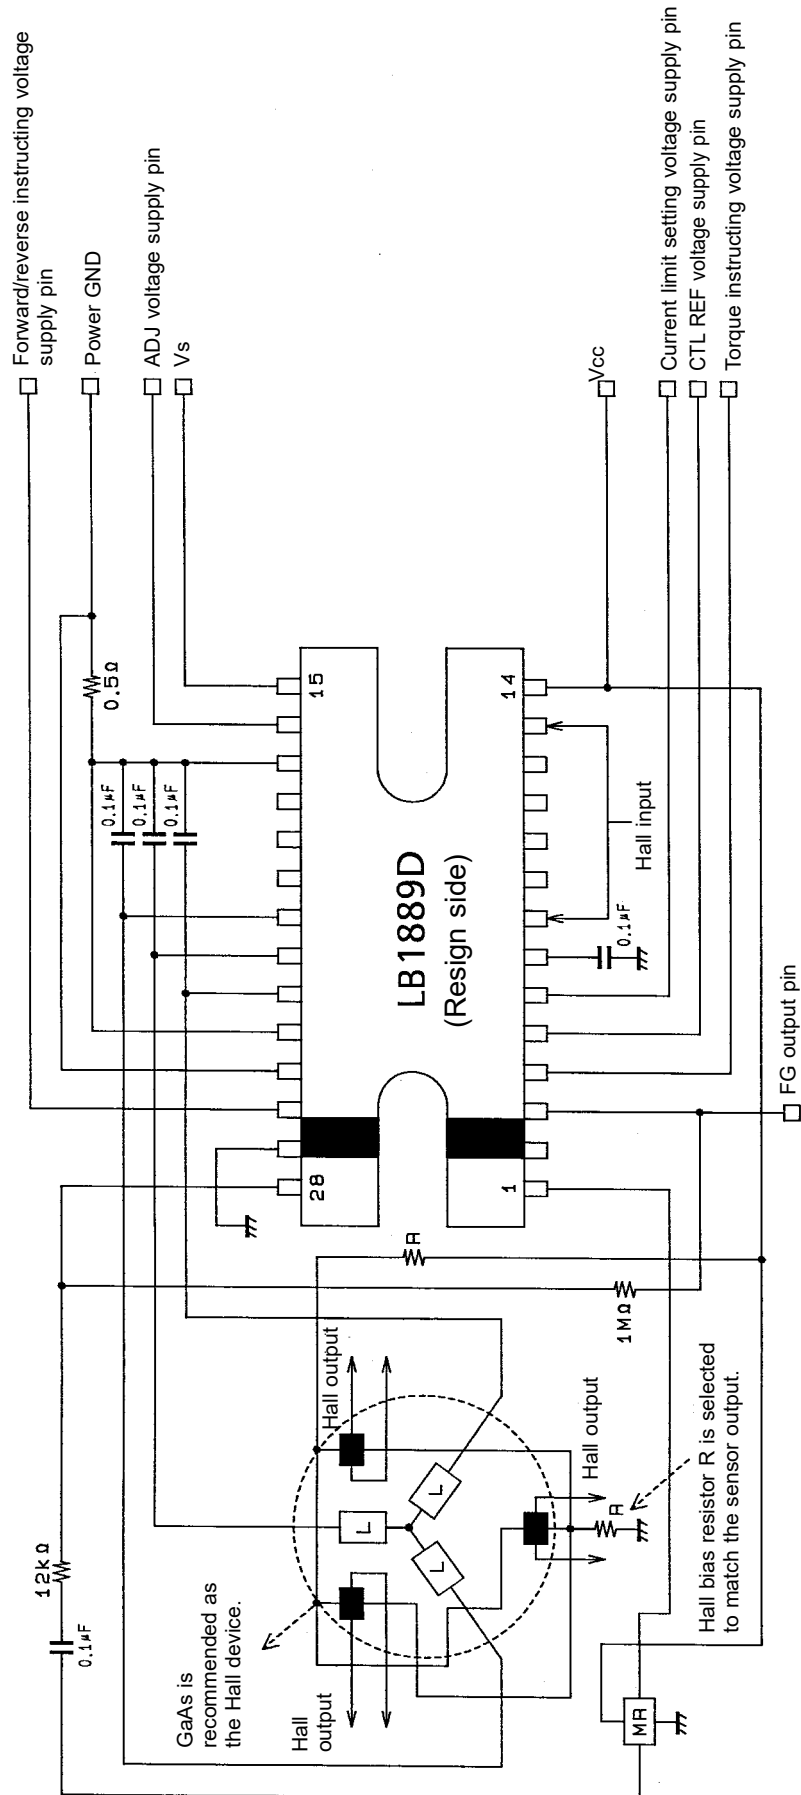 Forward/reverse instructing voltage
supply pin
Power GND
ADJ voltage supply pin
Vs
0.5Ω
0.1μF
0.1μF
0.1μF
15
28
LB1889D
(Resign side)
14
1
Vcc
Current limit setting voltage supply pin
CTL REF voltage supply pin
Torque instructing voltage supply pin
Hall input
0.1μF
FG output pin
12kΩ
0.1μF
R
1MΩ
Hall output
Hall output
Hall
output
L
L
L
GaAs is
recommended as
the Hall device.
R
Hall bias resistor R is selected
to match the sensor output.
MR